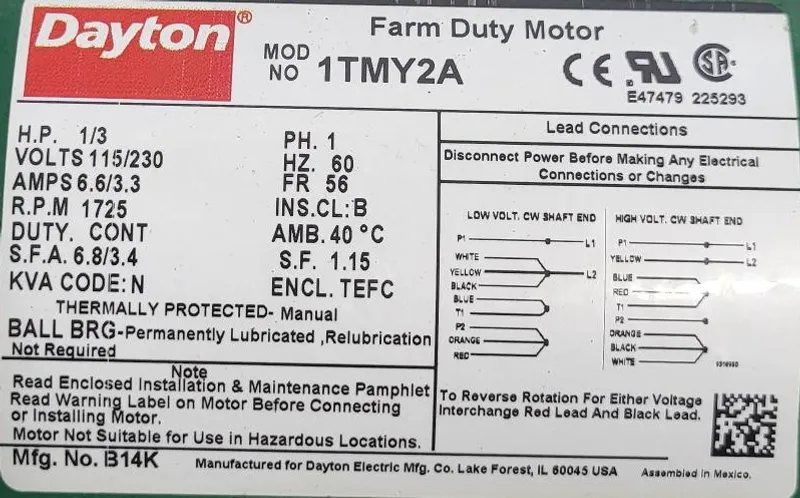 Dayton®
Farm Duty Motor
MOD NO 1TMY2A
CE
SA
E47479 225293
H.P. 1/3
VOLTS 115/230
AMPS 6.6/3.3
R.P.M 1725
DUTY. CONT
S.F.A. 6.8/3.4
KVA CODE: N
PH. 1
HZ. 60
FR 56
INS.CL: B
AMB. 40 °C
S.F. 1.15
ENCL. TEFC
THERMALLY PROTECTED- Manual
BALL BRG-Permanently Lubricated ,Relubrication
Not Required
Note
Read Enclosed Installation & Maintenance Pamphlet
Read Warning Label on Motor Before Connecting
or Installing Motor.
Motor Not Suitable for Use in Hazardous Locations.
Lead Connections
Disconnect Power Before Making Any Electrical
Connections or Changes
LOW VOLT. CW SHAFT END
P1 L1
WHITE
YELLOW L2
BLACK
BLUE
T1
P2
ORANGE
RED
HIGH VOLT. CW SHAFT END
P1 L1
YELLOW L2
BLUE
RED
T1
P2
ORANGE
BLACK
WHITE
To Reverse Rotation For Either Voltage
Interchange Red Lead And Black Lead.
Mfg. No. B14K
Manufactured for Dayton Electric Mfg. Co. Lake Forest, IL 60045 USA
Assembled in Mexico.